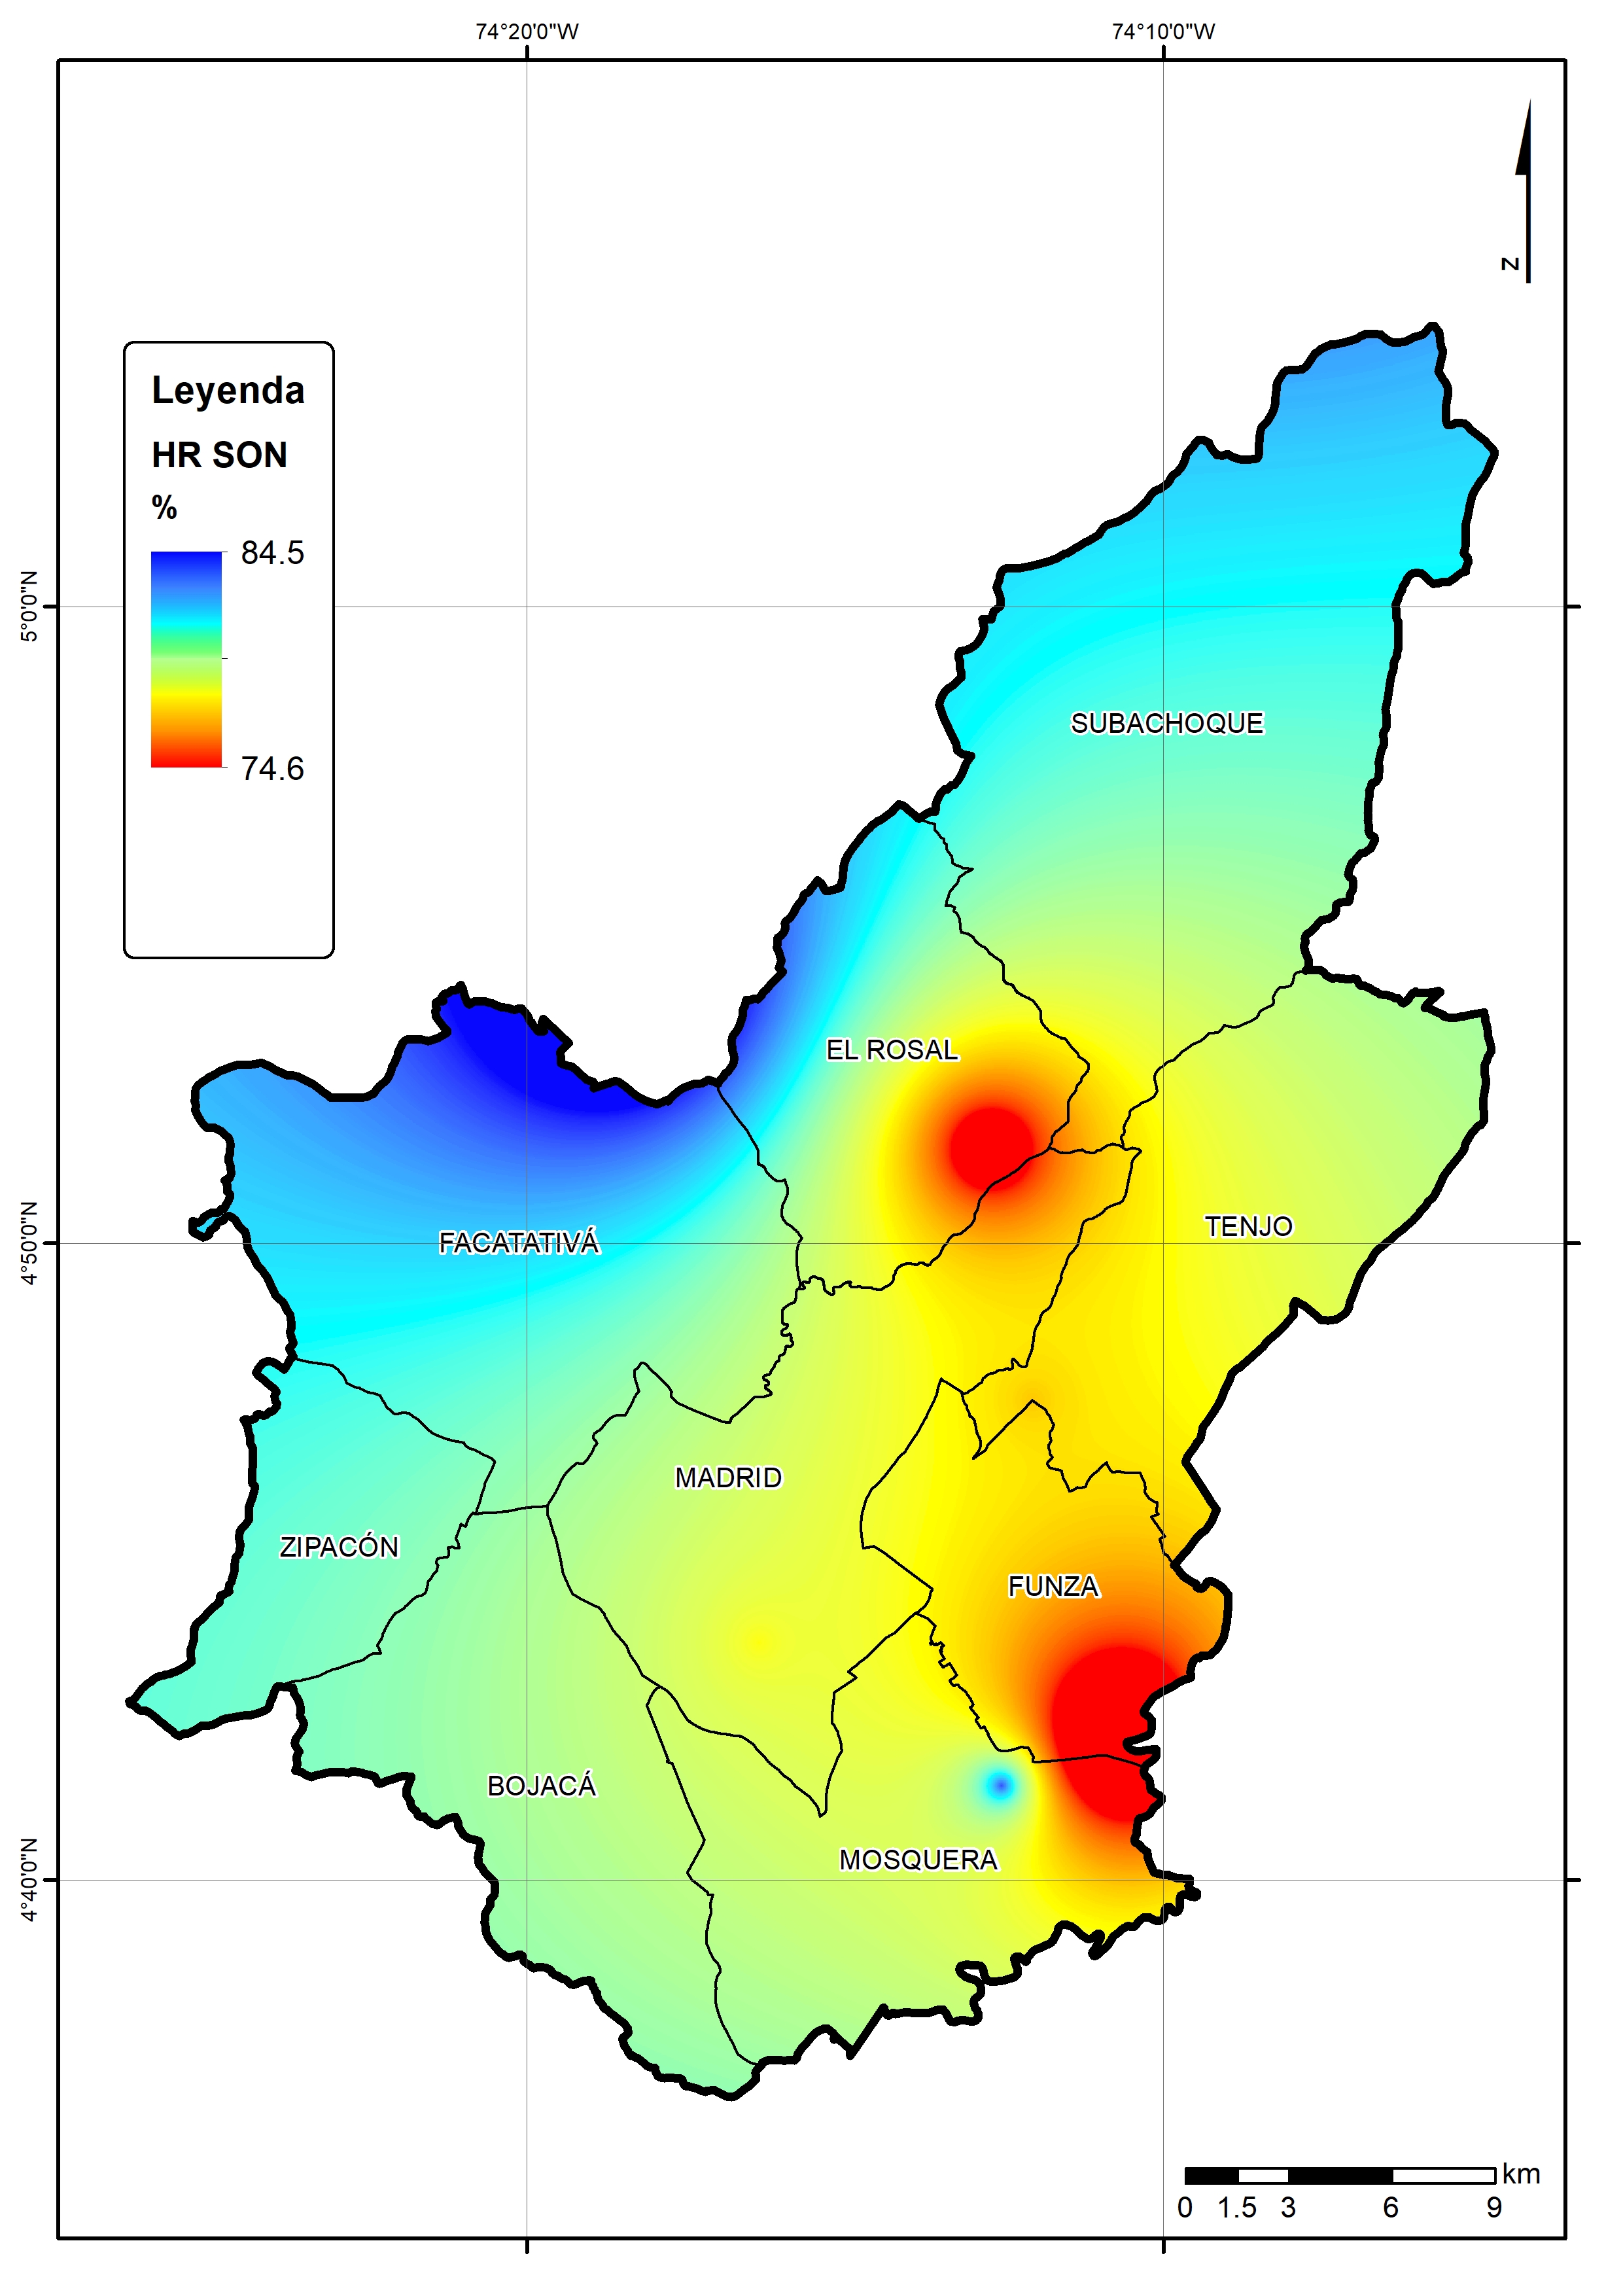 74°20'0"W
74°10'0"W
N
Leyenda
HR SON
%
84.5
74.6
5°0'0"N
SUBACHOQUE
EL ROSAL
TENJO
4°50'0"N
FACATATIVÁ
MADRID
ZIPACÓN
FUNZA
BOJACÁ
MOSQUERA
4°40'0"N
km
0 1.5 3 6 9